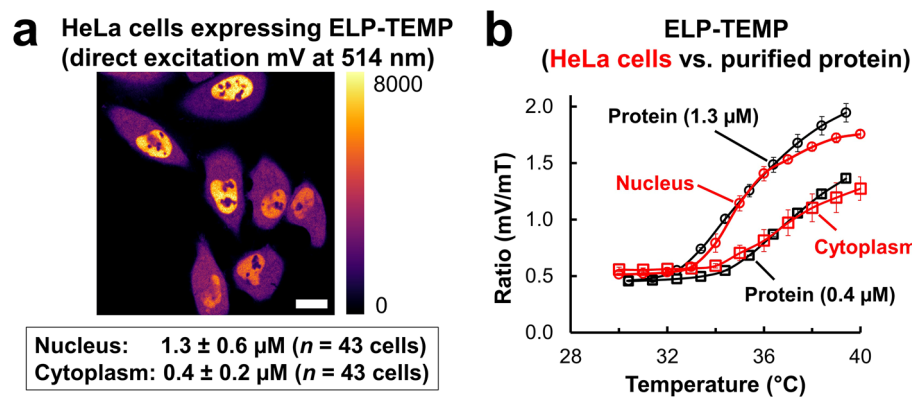 a
HeLa cells expressing ELP-TEMP
(direct excitation mV at 514 nm)
8000
0
Nucleus: 1.3 ± 0.6 µM (n = 43 cells)
Cytoplasm: 0.4 ± 0.2 µM (n = 43 cells)
b
ELP-TEMP
(HeLa cells vs. purified protein)
Ratio (mV/mT)
2.0
1.5
1.0
0.5
0.0
Protein (1.3 µM)
Nucleus
Cytoplasm
Protein (0.4 µM)
28
32
36
40
Temperature (°C)